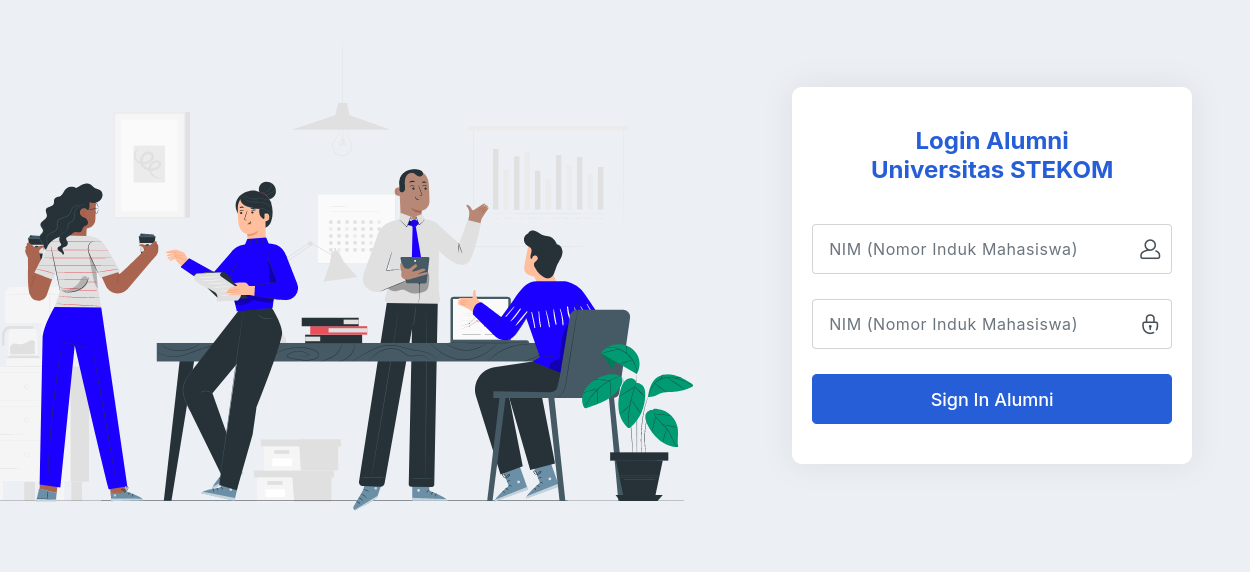 Login Alumni
Universitas STEKOM
NIM (Nomor Induk Mahasiswa)
NIM (Nomor Induk Mahasiswa)
Sign In Alumni